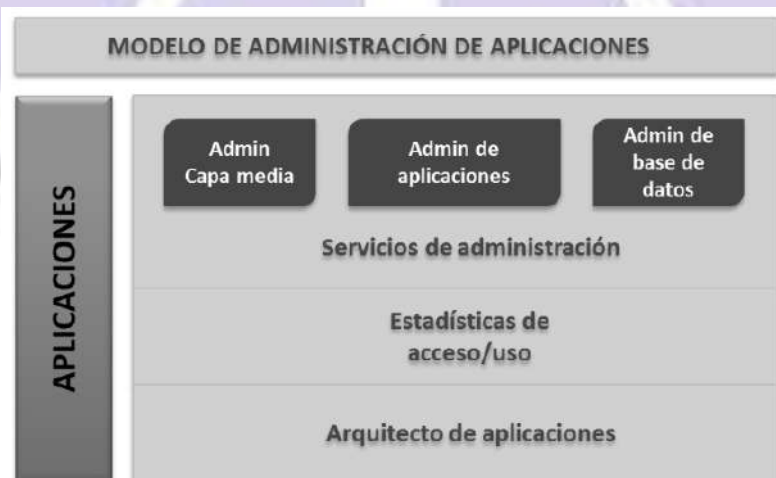 MODELO DE ADMINISTRACIÓN DE APLICACIONES
APLICACIONES
Admin
Capa media
Admin de
aplicaciones
Admin de
base de
datos
Servicios de administración
Estadísticas de
acceso/uso
Arquitecto de aplicaciones